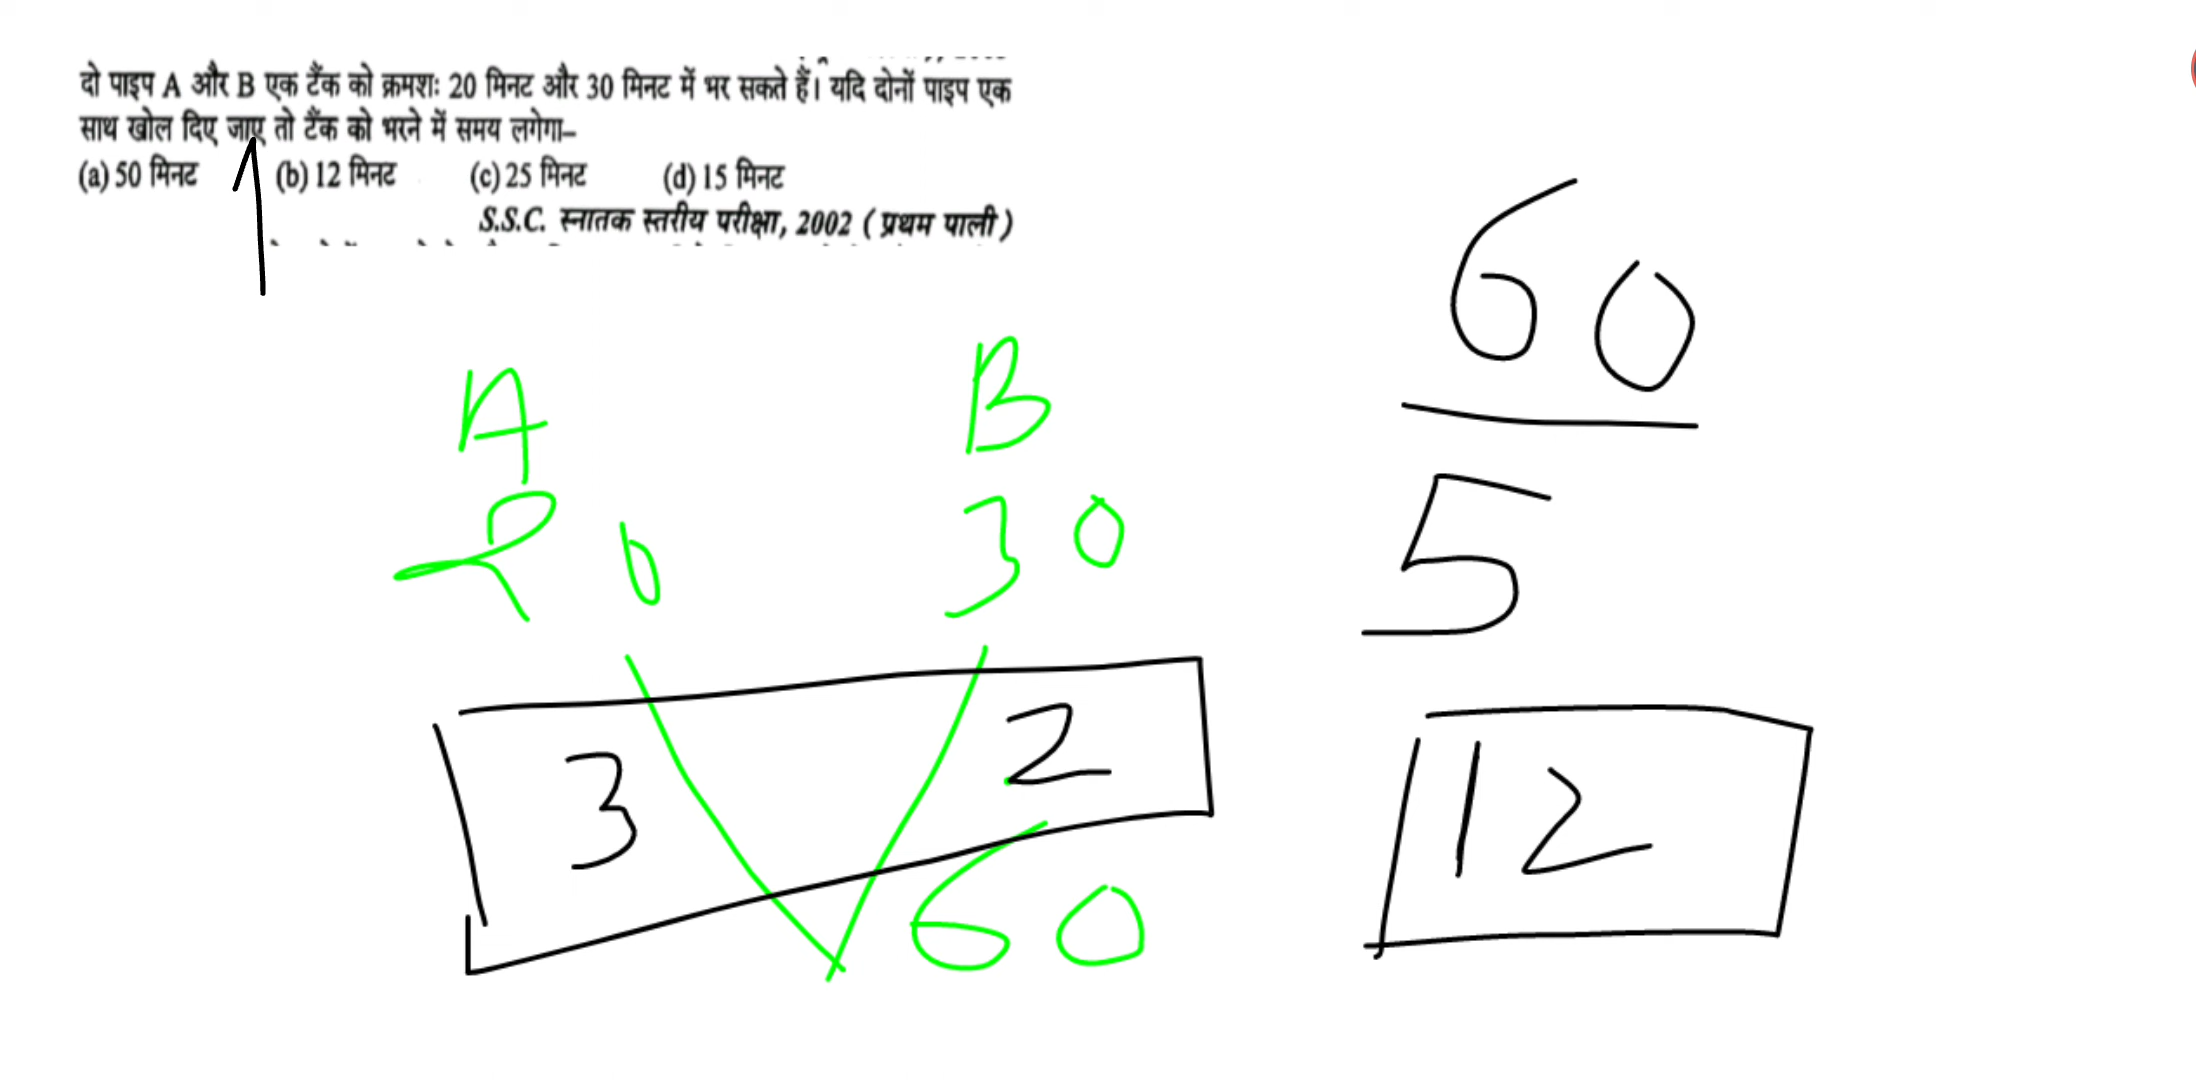 दो पाइप A और B एक टैंक को क्रमशः 20 मिनट और 30 मिनट में भर सकते हैं। यदि दोनों पाइप एक
साथ खोल दिए जाए तो टैंक को भरने में समय लगेगा–
(a) 50 मिनट (b) 12 मिनट (c) 25 मिनट (d) 15 मिनट
S.S.C. स्नातक स्तरीय परीक्षा, 2002 ( प्रथम पाली )
A B
20 30
3 2
60
60
5
12